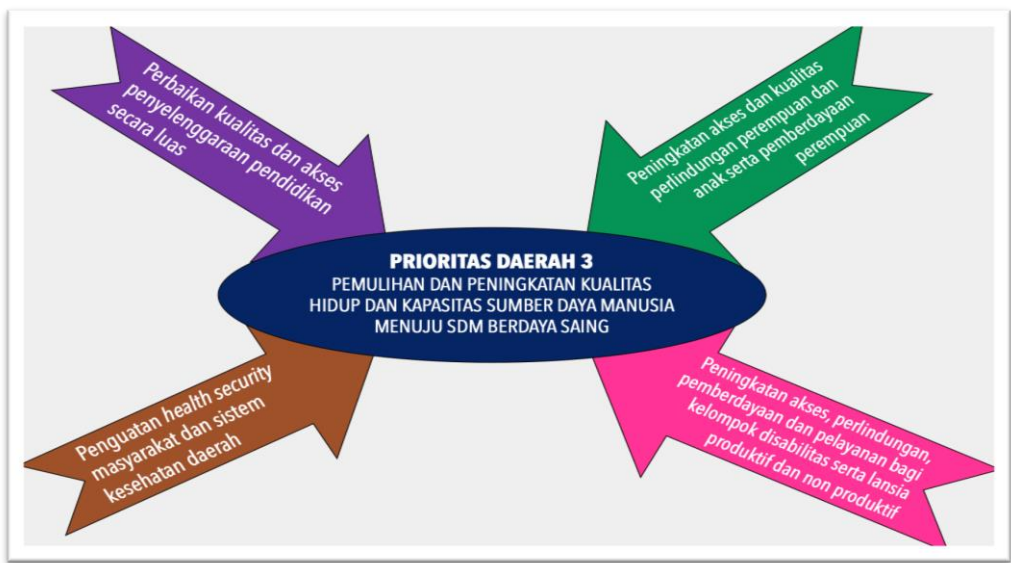 Perbaikan kualitas dan akses
penyelenggaraan pendidikan
secara luas
Peningkatan akses dan kualitas
perlindungan perempuan dan
anak serta pemberdayaan
perempuan
PRIORITAS DAERAH 3
PEMULIHAN DAN PENINGKATAN KUALITAS
HIDUP DAN KAPASITAS SUMBER DAYA MANUSIA
MENUJU SDM BERDAYA SAING
Penguatan health security
masyarakat dan sistem
kesehatan daerah
Peningkatan akses, perlindungan,
pemberdayaan dan pelayanan bagi
kelompok disabilitas serta lansia
produktif dan non produktif